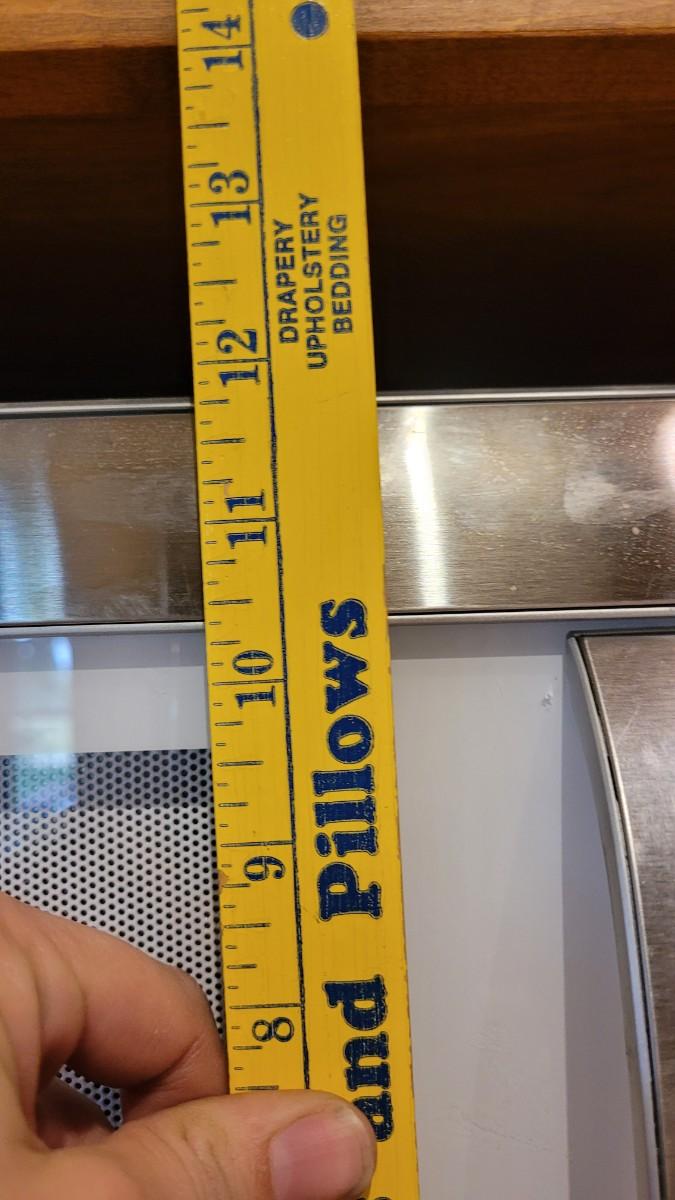 14
13
12
11
10
9
8
DRAPERY
UPHOLSTERY
BEDDING
and Pillows